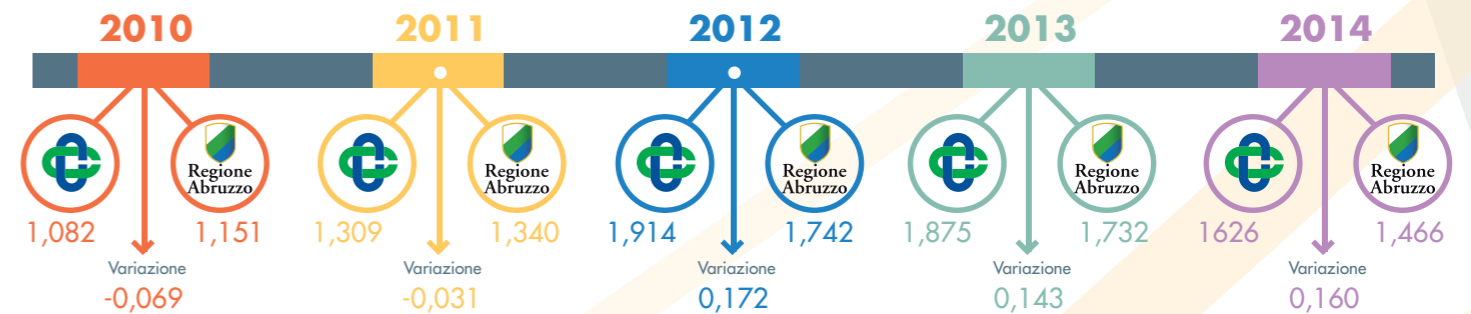 2010 2011 2012 2013 2014
Regione Regione Regione Regione Regione
Abruzzo Abruzzo Abruzzo Abruzzo Abruzzo
1,082 1,151 1,309 1,340 1,914 1,742 1,875 1,732 1626 1,466
Variazione Variazione Variazione Variazione Variazione
-0,069 -0,031 0,172 0,143 0,160